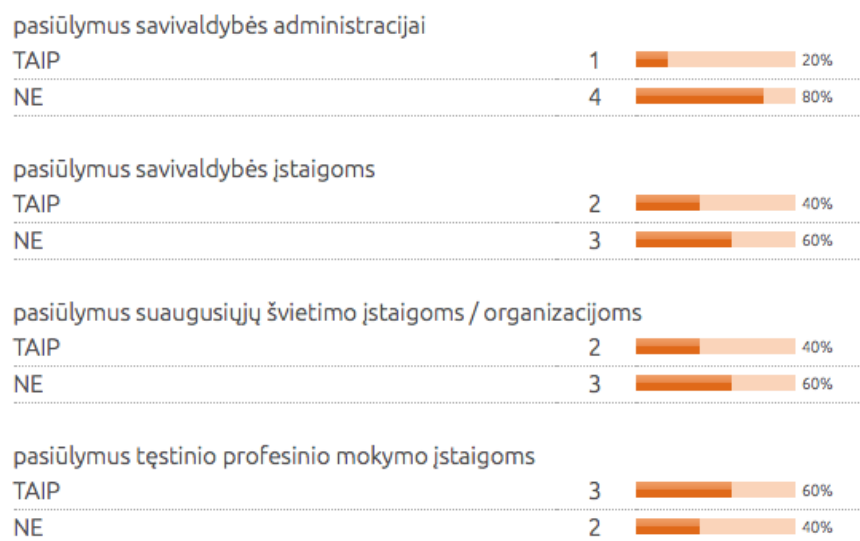 pasiūlymus savivaldybės administracijai
TAIP 1 20%
NE 4 80%
pasiūlymus savivaldybės įstaigoms
TAIP 2 40%
NE 3 60%
pasiūlymus suaugusiųjų švietimo įstaigoms / organizacijoms
TAIP 2 40%
NE 3 60%
pasiūlymus tęstinio profesinio mokymo įstaigoms
TAIP 3 60%
NE 2 40%